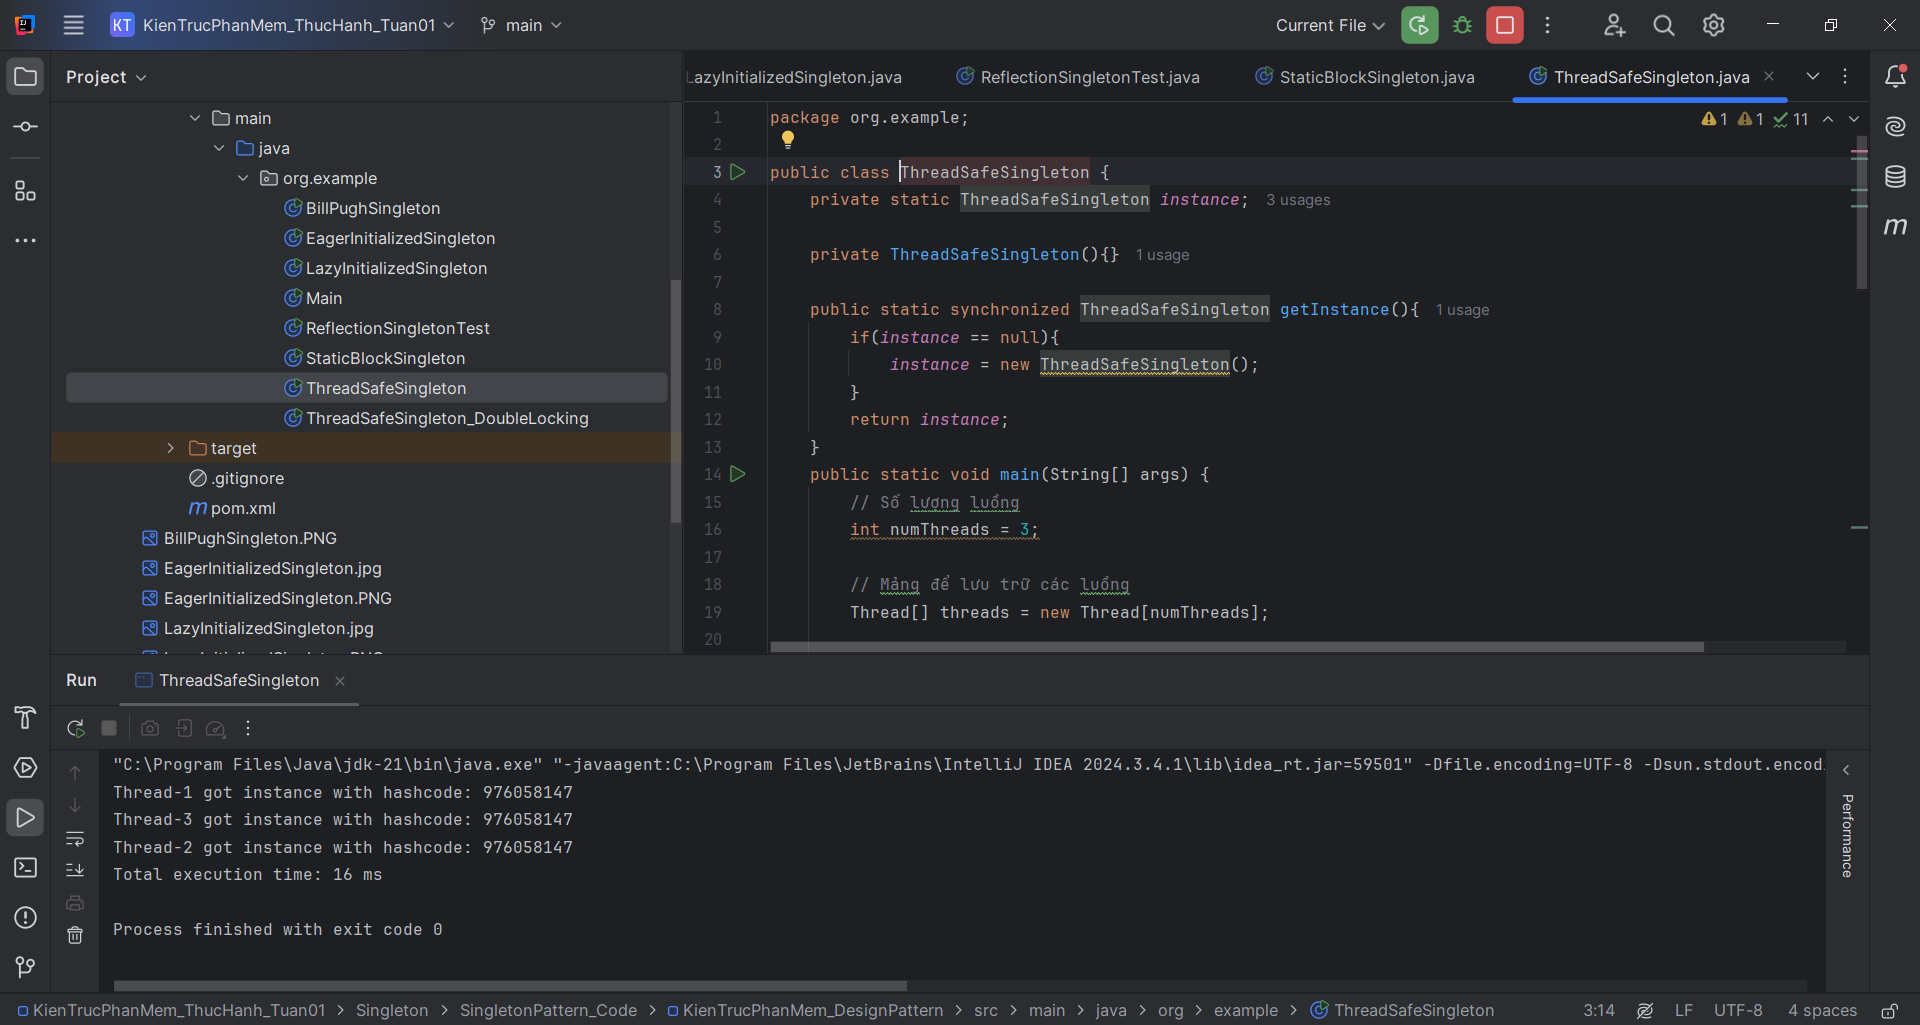 KT KienTrucPhanMem_ThucHanh_Tuan01 main Current File
Project
main
java
org.example
BillPughSingleton
EagerInitializedSingleton
LazyInitializedSingleton
Main
ReflectionSingletonTest
StaticBlockSingleton
ThreadSafeSingleton
ThreadSafeSingleton_DoubleLocking
target
.gitignore
pom.xml
BillPughSingleton.PNG
EagerInitializedSingleton.jpg
EagerInitializedSingleton.PNG
LazyInitializedSingleton.jpg
LazyInitializedSingleton.java ReflectionSingletonTest.java StaticBlockSingleton.java ThreadSafeSingleton.java
1 1 11
1 package org.example;
2
3 public class ThreadSafeSingleton {
4 private static ThreadSafeSingleton instance; 3 usages
5
6 private ThreadSafeSingleton(){} 1 usage
7
8 public static synchronized ThreadSafeSingleton getInstance(){ 1 usage
9 if(instance == null){
10 instance = new ThreadSafeSingleton();
11 }
12 return instance;
13 }
14 public static void main(String[] args) {
15 // Số lượng luồng
16 int numThreads = 3;
17
18 // Mảng để lưu trữ các luồng
19 Thread[] threads = new Thread[numThreads];
20
Run ThreadSafeSingleton
"C:\Program Files\Java\jdk-21\bin\java.exe" "-javaagent:C:\Program Files\JetBrains\IntelliJ IDEA 2024.3.4.1\lib\idea_rt.jar=59501" -Dfile.encoding=UTF-8 -Dsun.stdout.encodi
Thread-1 got instance with hashcode: 976058147
Thread-3 got instance with hashcode: 976058147
Thread-2 got instance with hashcode: 976058147
Total execution time: 16 ms
Process finished with exit code 0
Performance
KienTrucPhanMem_ThucHanh_Tuan01 > Singleton > SingletonPattern_Code > KienTrucPhanMem_DesignPattern > src > main > java > org > example > ThreadSafeSingleton 3:14 LF UTF-8 4 spaces